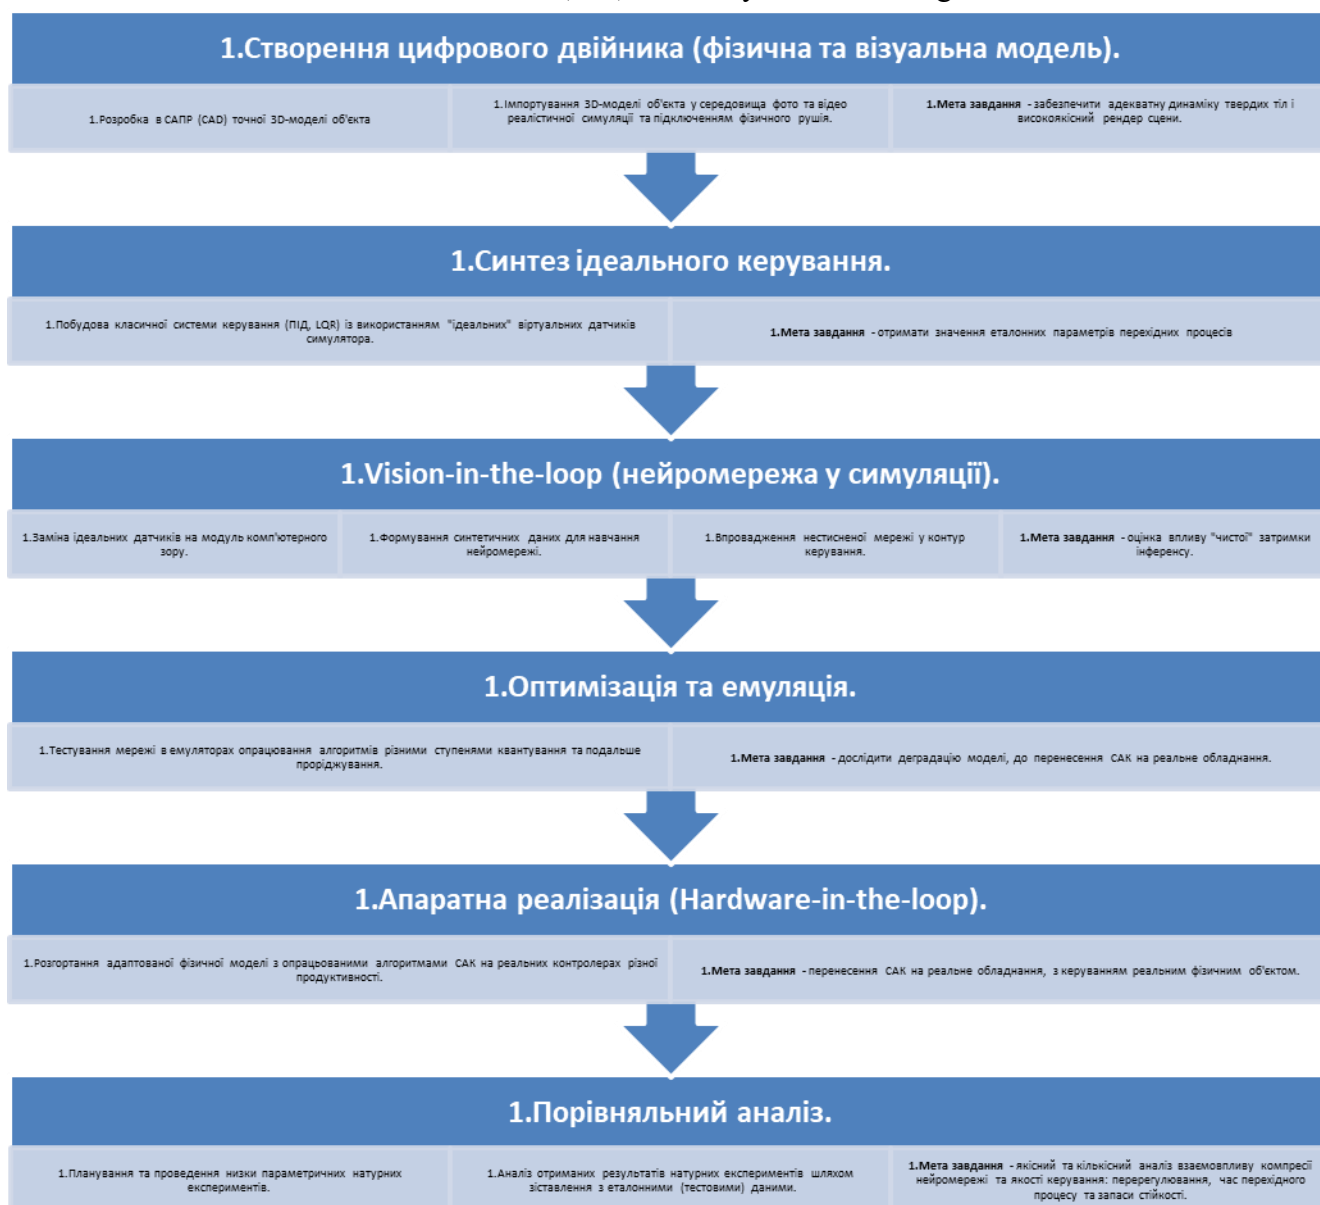 1.Створення цифрового двійника (фізична та візуальна модель).
1.Розробка в САПР (CAD) точної 3D-моделі об'єкта
1.Імпортування 3D-моделі об'єкта у середовища фото та відео
реалістичної симуляції та підключенням фізичного рушія.
1.Мета завдання - забезпечити адекватну динаміку твердих тіл і
високоякісний рендер сцени.
1.Синтез ідеального керування.
1.Побудова класичної системи керування (ПІД, LQR) із використанням "ідеальних" віртуальних датчиків
симулятора.
1.Мета завдання - отримати значення еталонних параметрів перехідних процесів
1.Vision-in-the-loop (нейромережа у симуляції).
1.Заміна ідеальних датчиків на модуль комп'ютерного
зору.
1.Формування синтетичних даних для навчання
нейромережі.
1.Впровадження нестисненої мережі у контур
керування.
1.Мета завдання - оцінка впливу "чистої" затримки
інференсу.
1.Оптимізація та емуляція.
1.Тестування мережі в емуляторах опрацювання алгоритмів різними ступенями квантування та подальше
проріджування.
1.Мета завдання - дослідити деградацію моделі, до перенесення САК на реальне обладнання.
1.Апаратна реалізація (Hardware-in-the-loop).
1.Розгортання адаптованої фізичної моделі з опрацьованими алгоритмами САК на реальних контролерах різної
продуктивності.
1.Мета завдання - перенесення САК на реальне обладнання, з керуванням реальним фізичним об'єктом.
1.Порівняльний аналіз.
1.Планування та проведення низки параметричних натурних
експериментів.
1.Аналіз отриманих результатів натурних експериментів шляхом
зіставлення з еталонними (тестовими) даними.
1.Мета завдання - якісний та кількісний аналіз взаємовпливу компресії
нейромережі та якості керування: перерегулювання, час перехідного
процесу та запаси стійкості.